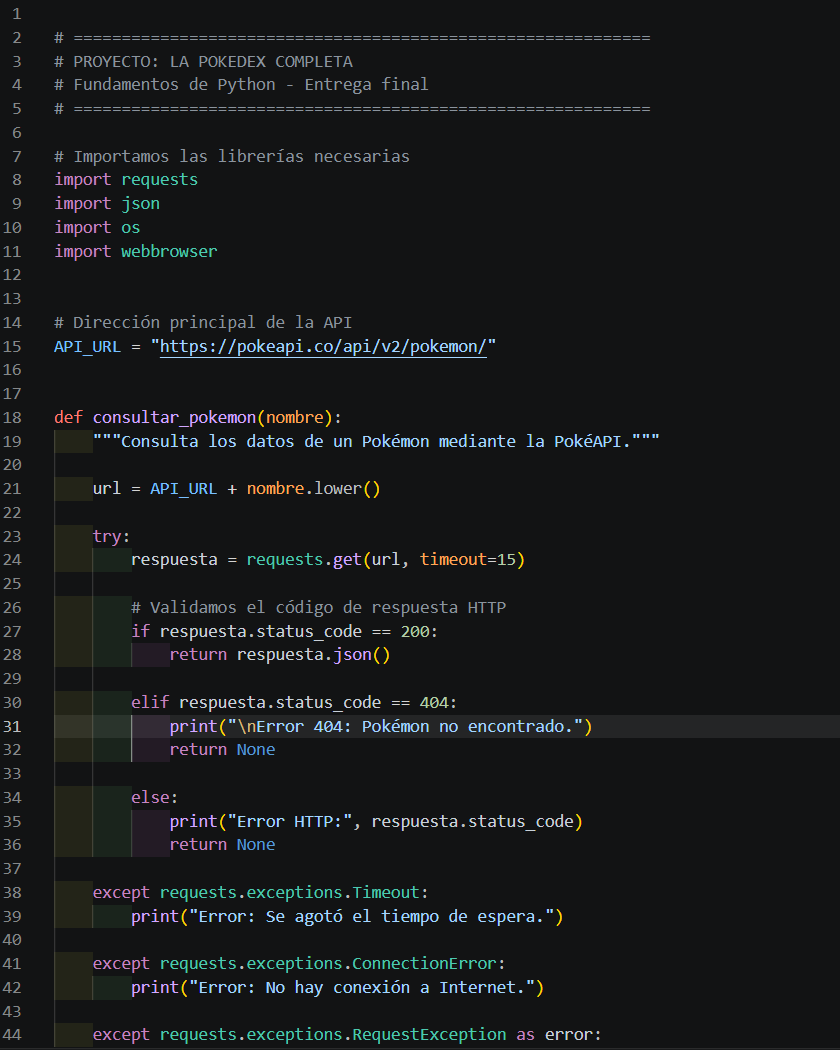 1
2 # ============================================================
3 # PROYECTO: LA POKEDEX COMPLETA
4 # Fundamentos de Python - Entrega final
5 # ============================================================
6
7 # Importamos las librerías necesarias
8 import requests
9 import json
10 import os
11 import webbrowser
12
13
14 # Dirección principal de la API
15 API_URL = "https://pokeapi.co/api/v2/pokemon/"
16
17
18 def consultar_pokemon(nombre):
19     """Consulta los datos de un Pokémon mediante la PokéAPI."""
20
21     url = API_URL + nombre.lower()
22
23     try:
24         respuesta = requests.get(url, timeout=15)
25
26         # Validamos el código de respuesta HTTP
27         if respuesta.status_code == 200:
28             return respuesta.json()
29
30         elif respuesta.status_code == 404:
31             print("\nError 404: Pokémon no encontrado.")
32             return None
33
34         else:
35             print("Error HTTP:", respuesta.status_code)
36             return None
37
38     except requests.exceptions.Timeout:
39         print("Error: Se agotó el tiempo de espera.")
40
41     except requests.exceptions.ConnectionError:
42         print("Error: No hay conexión a Internet.")
43
44     except requests.exceptions.RequestException as error: